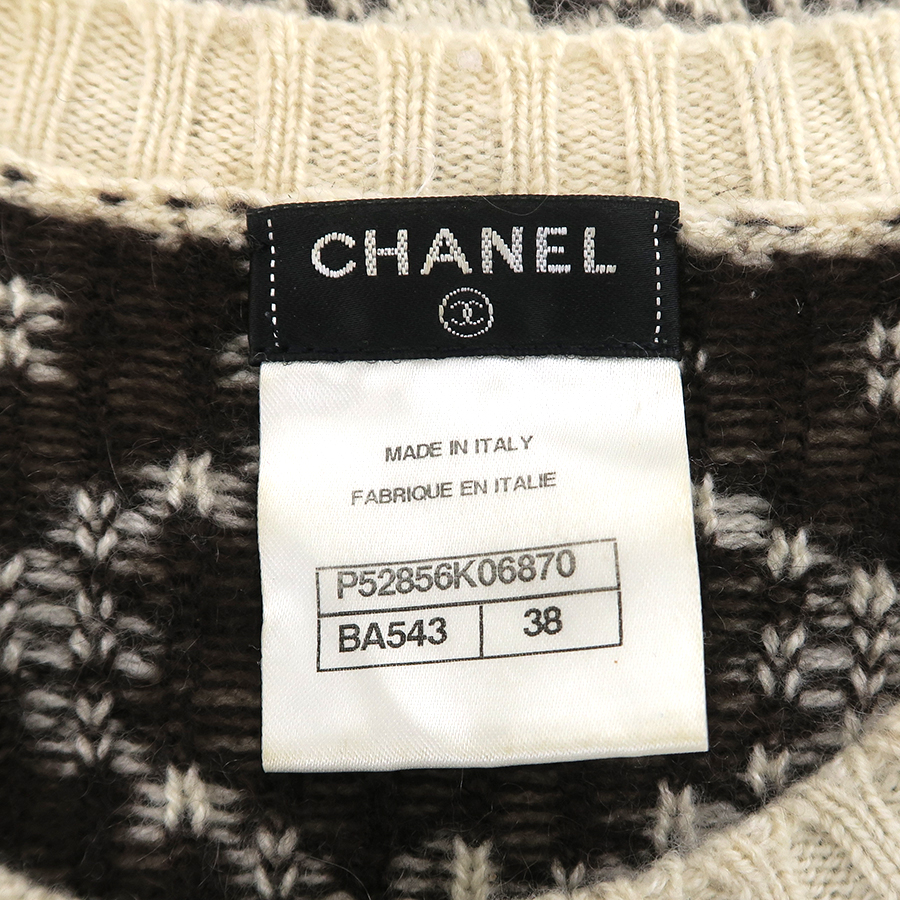 CHANEL
MADE IN ITALY
FABRIQUE EN ITALIE
P52856K06870
BA543 38